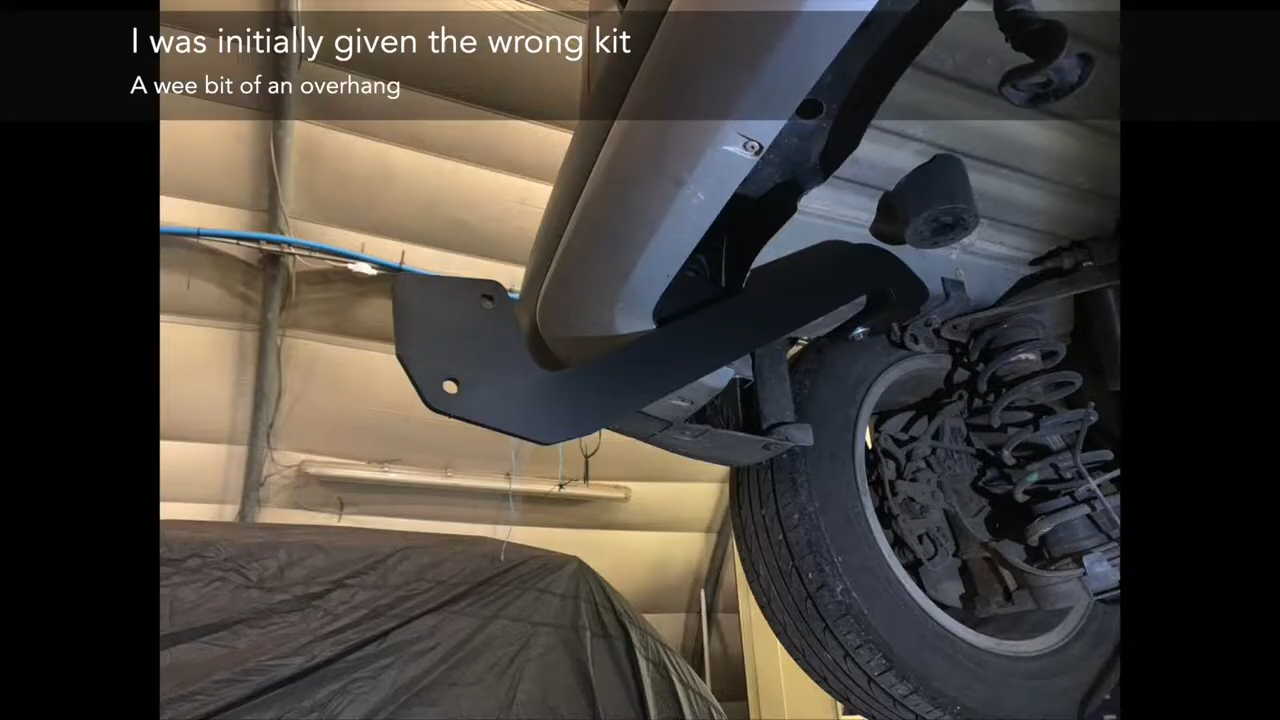 I was initially given the wrong kit
A wee bit of an overhang